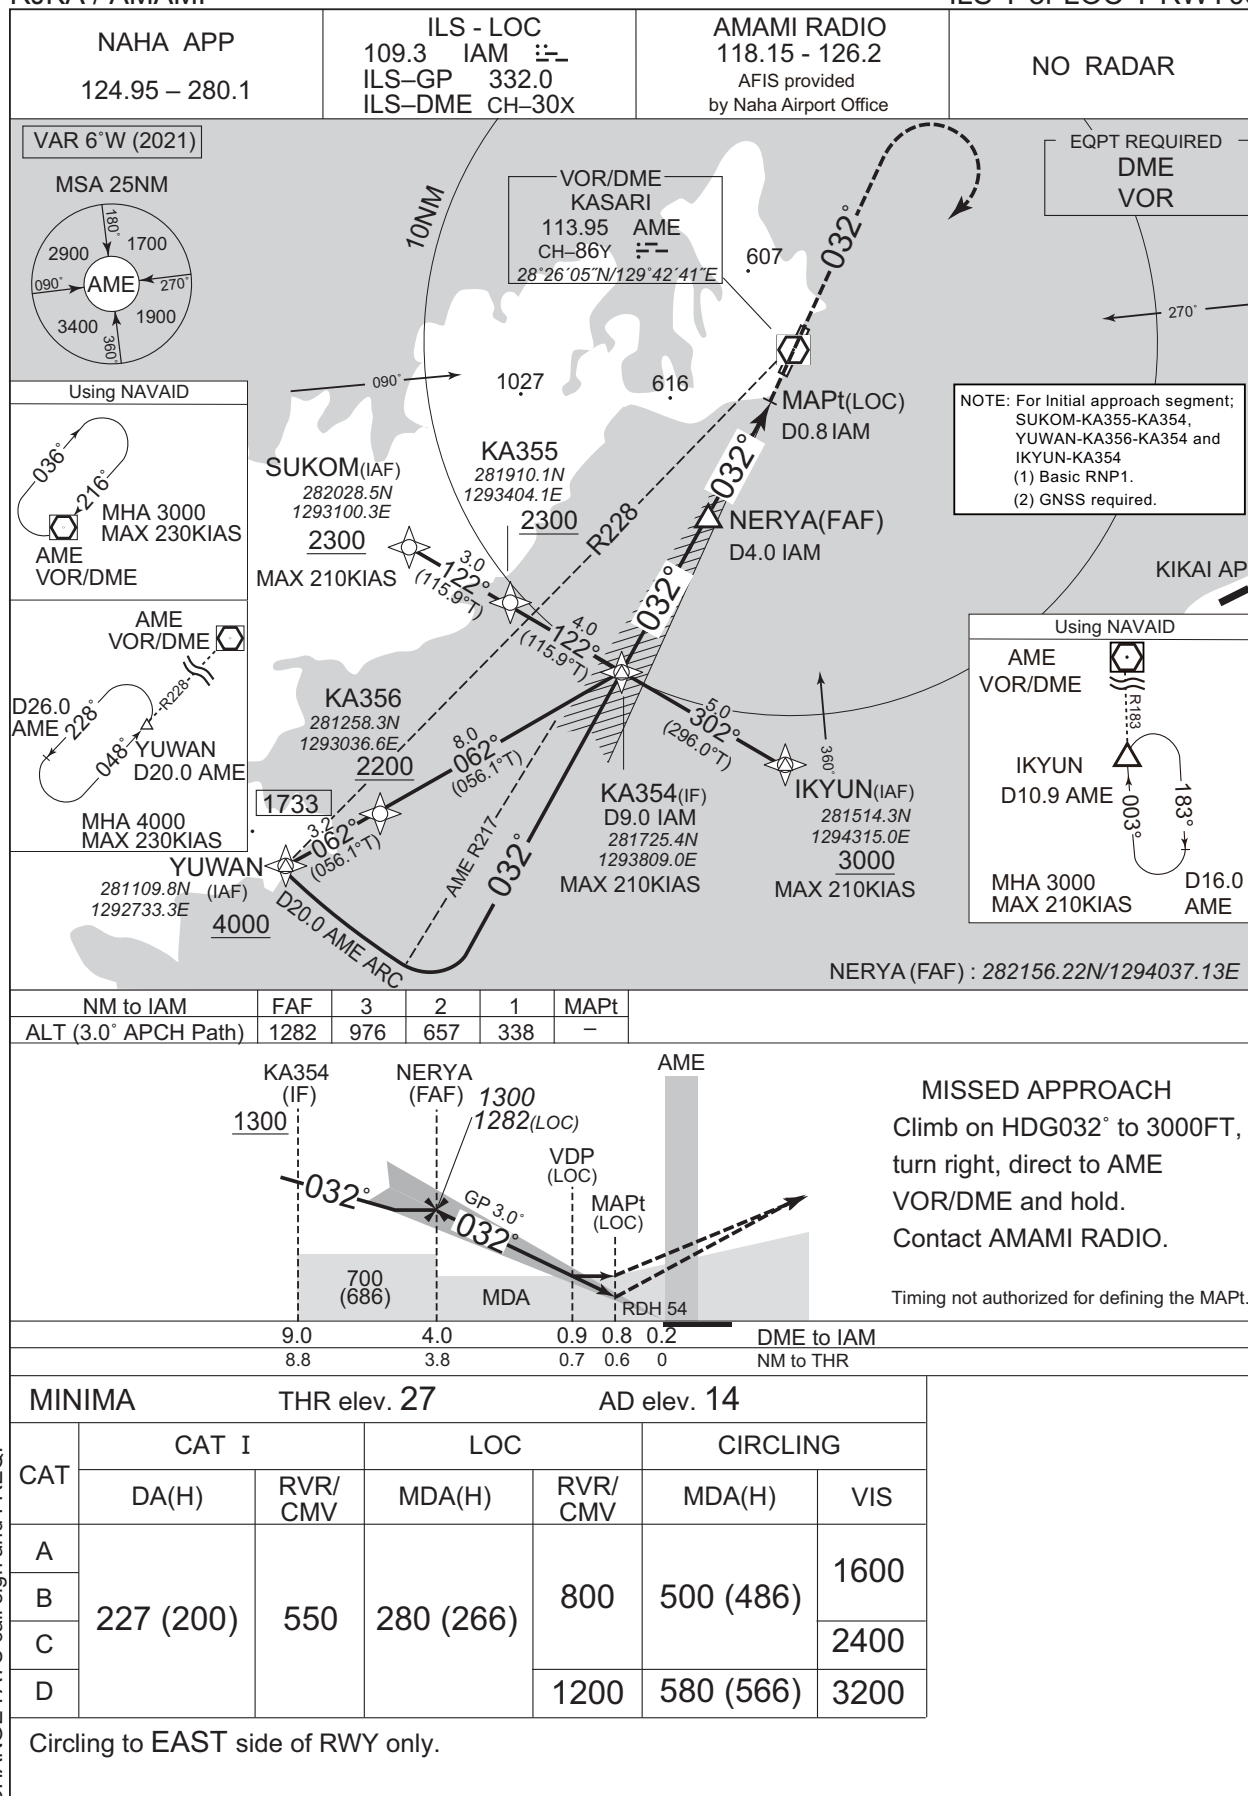 NAHA APP
124.95 – 280.1
ILS - LOC
109.3 IAM
ILS–GP 332.0
ILS–DME CH–30X
AMAMI RADIO
118.15 - 126.2
AFIS provided
by Naha Airport Office
NO RADAR
VAR 6°W (2021)
MSA 25NM
180°
2900
1700
090°
AME
270°
3400
1900
360°
10NM
VOR/DME
KASARI
113.95 AME
CH–86Y
28°26´05˝N/129°42´41˝E
607
032°
EQPT REQUIRED
DME
VOR
270°
090°
1027
616
MAPt(LOC)
D0.8 IAM
NOTE: For Initial approach segment;
SUKOM-KA355-KA354,
YUWAN-KA356-KA354 and
IKYUN-KA354
(1) Basic RNP1.
(2) GNSS required.
Using NAVAID
036°
216°
MHA 3000
MAX 230KIAS
AME
VOR/DME
SUKOM(IAF)
282028.5N
1293100.3E
2300
MAX 210KIAS
KA355
281910.1N
1293404.1E
2300
R228
032°
NERYA(FAF)
D4.0 IAM
3.0
122°
(115.9°T)
4.0
122°
(115.9°T)
032°
KIKAI AP
AME
VOR/DME
R228
D26.0
AME
228°
048°
YUWAN
D20.0 AME
MHA 4000
MAX 230KIAS
KA356
281258.3N
1293036.6E
2200
8.0
062°
(056.1°T)
1733
3.2
062°
(056.1°T)
YUWAN
(IAF)
281109.8N
1292733.3E
4000
D20.0 AME ARC
AME R217
032°
5.0
302°
(296.0°T)
360°
KA354(IF)
D9.0 IAM
281725.4N
1293809.0E
MAX 210KIAS
IKYUN(IAF)
281514.3N
1294315.0E
3000
MAX 210KIAS
Using NAVAID
AME
VOR/DME
R183
IKYUN
D10.9 AME
003°
183°
MHA 3000
MAX 210KIAS
D16.0
AME
NERYA (FAF) : 282156.22N/1294037.13E
NM to IAM FAF 3 2 1 MAPt
ALT (3.0° APCH Path) 1282 976 657 338 –
KA354
(IF)
1300
NERYA
(FAF)
1300
1282(LOC)
AME
032°
GP 3.0°
032°
VDP
(LOC)
MAPt
(LOC)
700
(686)
MDA
RDH 54
MISSED APPROACH
Climb on HDG032° to 3000FT,
turn right, direct to AME
VOR/DME and hold.
Contact AMAMI RADIO.
Timing not authorized for defining the MAPt.
9.0 4.0 0.9 0.8 0.2 DME to IAM
8.8 3.8 0.7 0.6 0 NM to THR
MINIMA THR elev. 27 AD elev. 14
CAT CAT I LOC CIRCLING
DA(H) RVR/CMV MDA(H) RVR/CMV MDA(H) VIS
A
B
C
D
227 (200) 550 280 (266)
800 500 (486) 1600
2400
1200 580 (566) 3200
Circling to EAST side of RWY only.